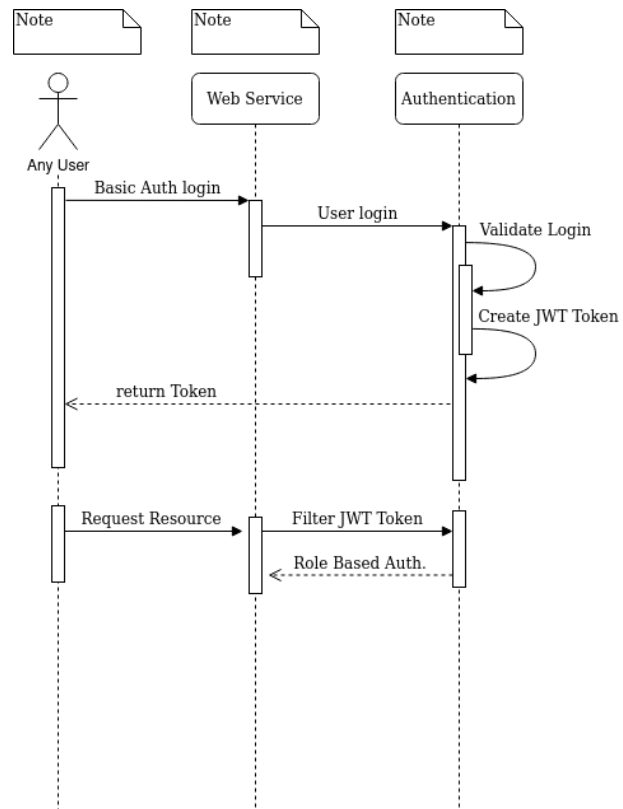 Note
Note
Note
Any User
Web Service
Authentication
Basic Auth login
User login
Validate Login
Create JWT Token
return Token
Request Resource
Filter JWT Token
Role Based Auth.